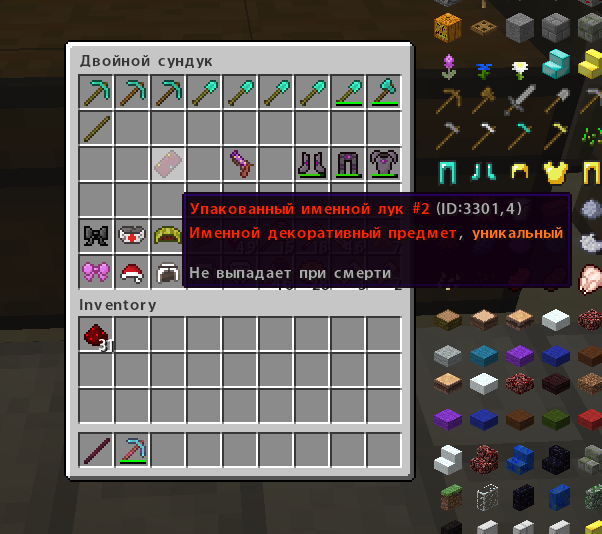 Двойной сундук
Упакованный именной лук #2 (ID:3301,4)
Именной декоративный предмет, уникальный
Не выпадает при смерти
Inventory
31